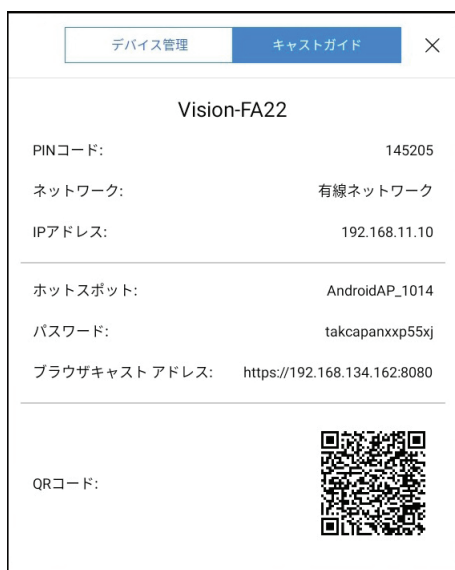 デバイス管理 キャストガイド
Vision-FA22
PINコード: 145205
ネットワーク: 有線ネットワーク
IPアドレス: 192.168.11.10
ホットスポット: AndroidAP_1014
パスワード: takcapanxxp55xj
ブラウザキャスト アドレス: https://192.168.134.162:8080
QRコード: